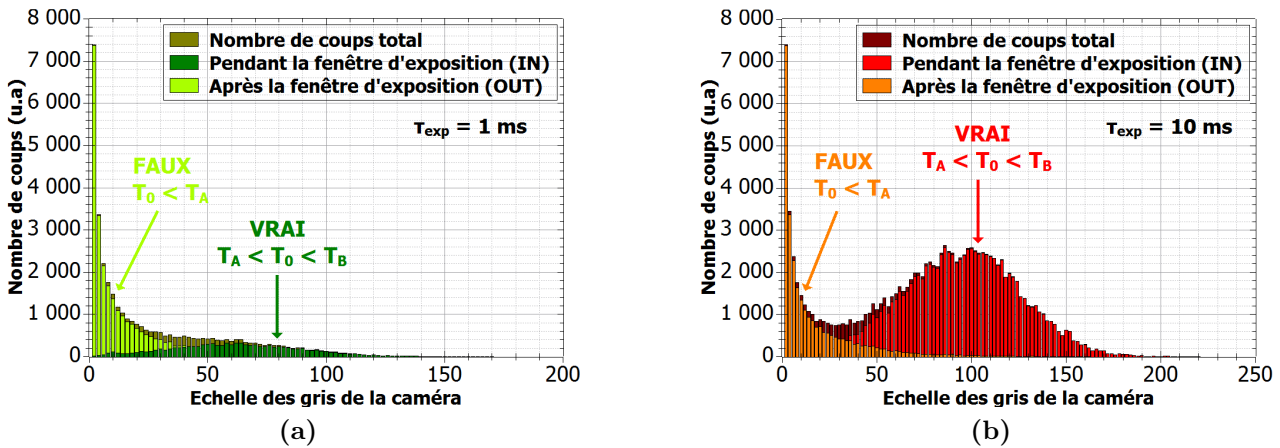 8 000
7 000
6 000
5 000
4 000
3 000
2 000
1 000
0
Nombre de coups (u.a)
Nombre de coups total
Pendant la fenêtre d'exposition (IN)
Après la fenêtre d'exposition (OUT)
τexp = 1 ms
FAUX
T0 < TA
VRAI
TA < T0 < TB
0 50 100 150 200
Echelle des gris de la caméra
(a)
8 000
7 000
6 000
5 000
4 000
3 000
2 000
1 000
0
Nombre de coups (u.a)
Nombre de coups total
Pendant la fenêtre d'exposition (IN)
Après la fenêtre d'exposition (OUT)
τexp = 10 ms
VRAI
TA < T0 < TB
FAUX
T0 < TA
0 50 100 150 200 250
Echelle des gris de la caméra
(b)